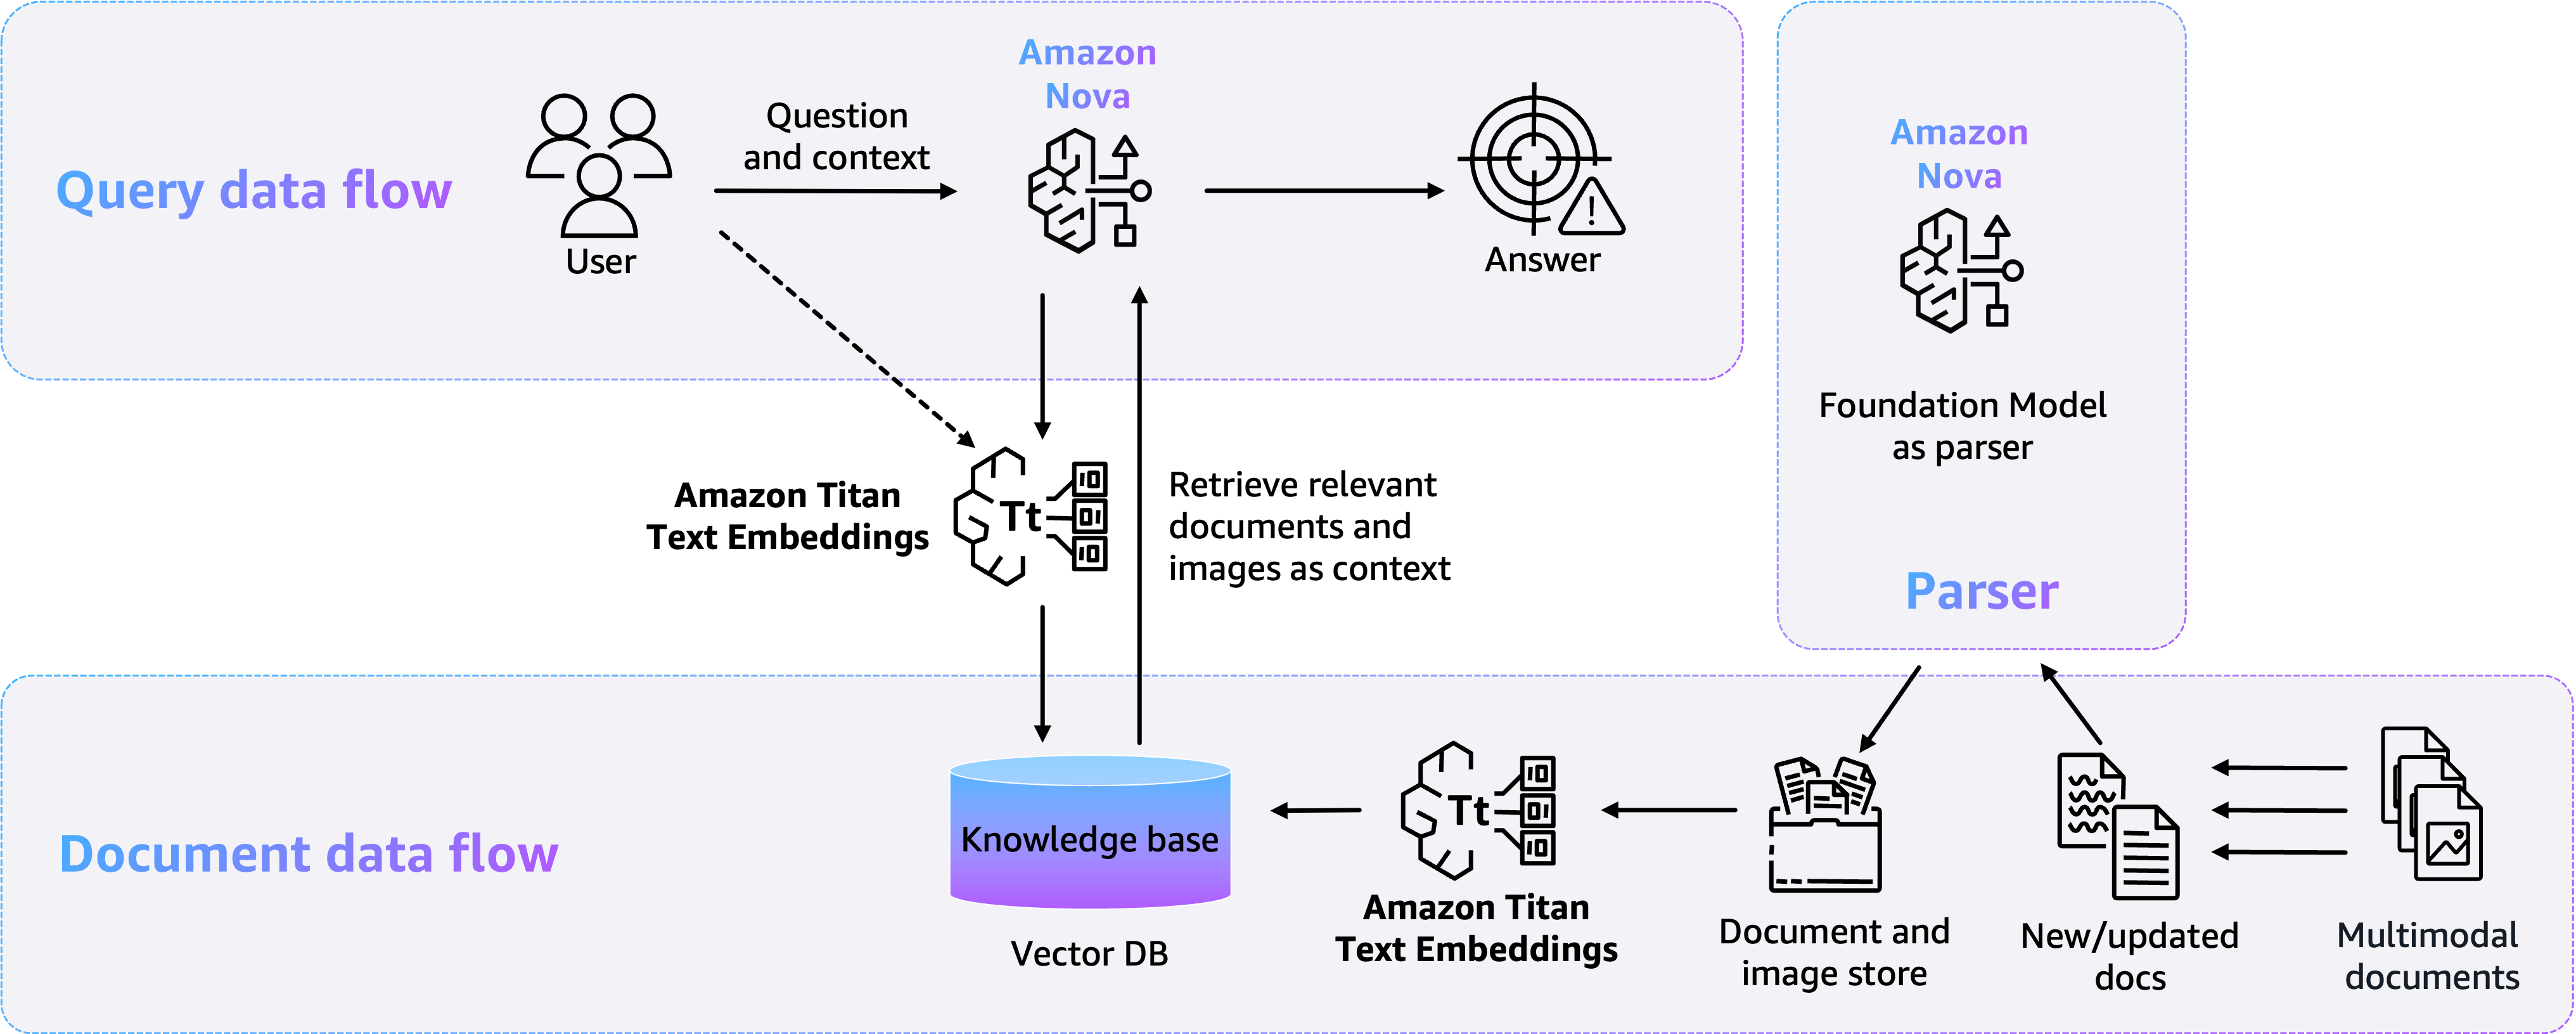 Query data flow
User
Question
and context
Amazon
Nova
Answer
Amazon Titan
Text Embeddings
Tt
Retrieve relevant
documents and
images as context
Amazon
Nova
Foundation Model
as parser
Parser
Document data flow
Knowledge base
Vector DB
Tt
Amazon Titan
Text Embeddings
Document and
image store
New/updated
docs
Multimodal
documents